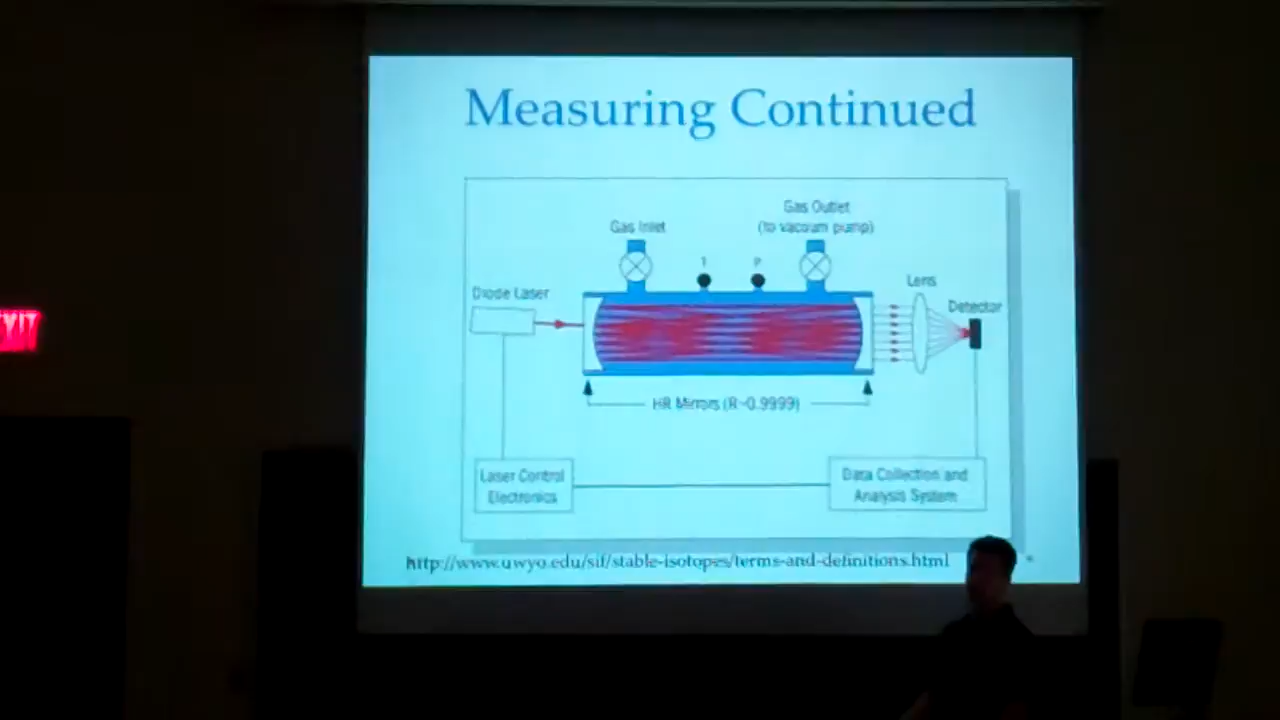 Measuring Continued
Gas Outlet
Gas Inlet
(to vacuum pump)
T
P
Lens
Diode Laser
Detector
HR Mirrors (R~0.9999)
Laser Control
Electronics
Data Collection and
Analysis System
http://www.uwyo.edu/sif/stable-isotopes/terms-and-definitions.html